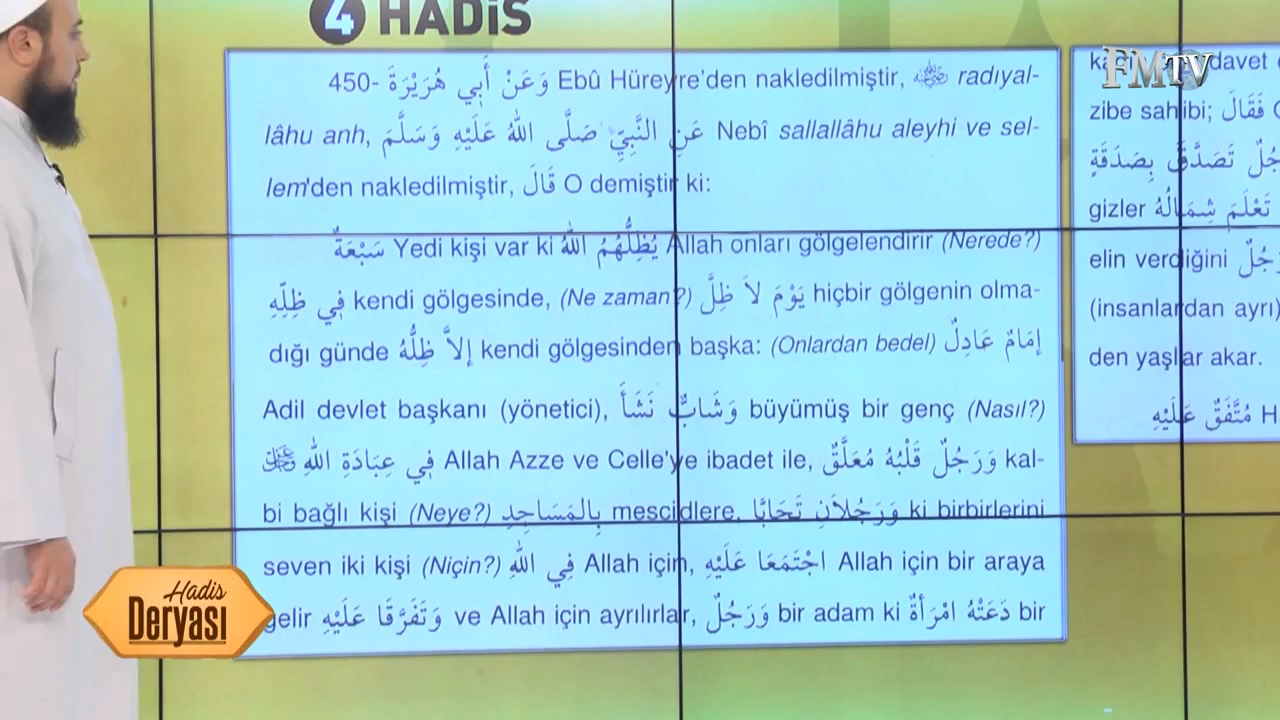 4 HADİS
FMTV
450- وَعَنْ أَبِي هُرَيْرَةَ Ebû Hüreyre'den nakledilmiştir, ﷺ radıyal-
lâhu anh, عَنِ النَّبِيِّ صَلَّى اللهُ عَلَيْهِ وَسَلَّمَ Nebî sallallâhu aleyhi ve sel-
lem'den nakledilmiştir, قَالَ O demiştir ki:
سَبْعَةٌ Yedi kişi var ki يُظِلُّهُمُ اللهُ Allah onları gölgelendirir (Nerede?)
فِي ظِلِّهِ kendi gölgesinde, (Ne zaman?) يَوْمَ لاَ ظِلَّ hiçbir gölgenin olma-
dığı günde إِلاَّ ظِلُّهُ kendi gölgesinden başka: (Onlardan bedel) إِمَامٌ عَادِلٌ
Adil devlet başkanı (yönetici), وَشَابٌّ نَشَأَ büyümüş bir genç (Nasıl?)
فِي عِبَادَةِ اللهِ Allah Azze ve Celle'ye ibadet ile, وَرَجُلٌ قَلْبُهُ مُعَلَّقٌ kal-
bi bağlı kişi (Neye?) بِالمَسَاجِدِ mescidlere, وَرَجُلاَنِ تَحَابَّا ki birbirlerini
seven iki kişi (Niçin?) فِي اللهِ Allah için, اجْتَمَعَا عَلَيْهِ Allah için bir araya
gelir وَتَفَرَّقَا عَلَيْهِ ve Allah için ayrılırlar, وَرَجُلٌ bir adam ki دَعَتْهُ امْرَأَةٌ bir
davet
zibe sahibi; فَقَالَ
تَصَدَّقَ بِصَدَقَةٍ
gizler تَعْلَمَ شِمَالُهُ
elin verdiğini
(insanlardan ayrı)
den yaşlar akar.
مُتَّفَقٌ عَلَيْهِ H
Hadis
Deryası